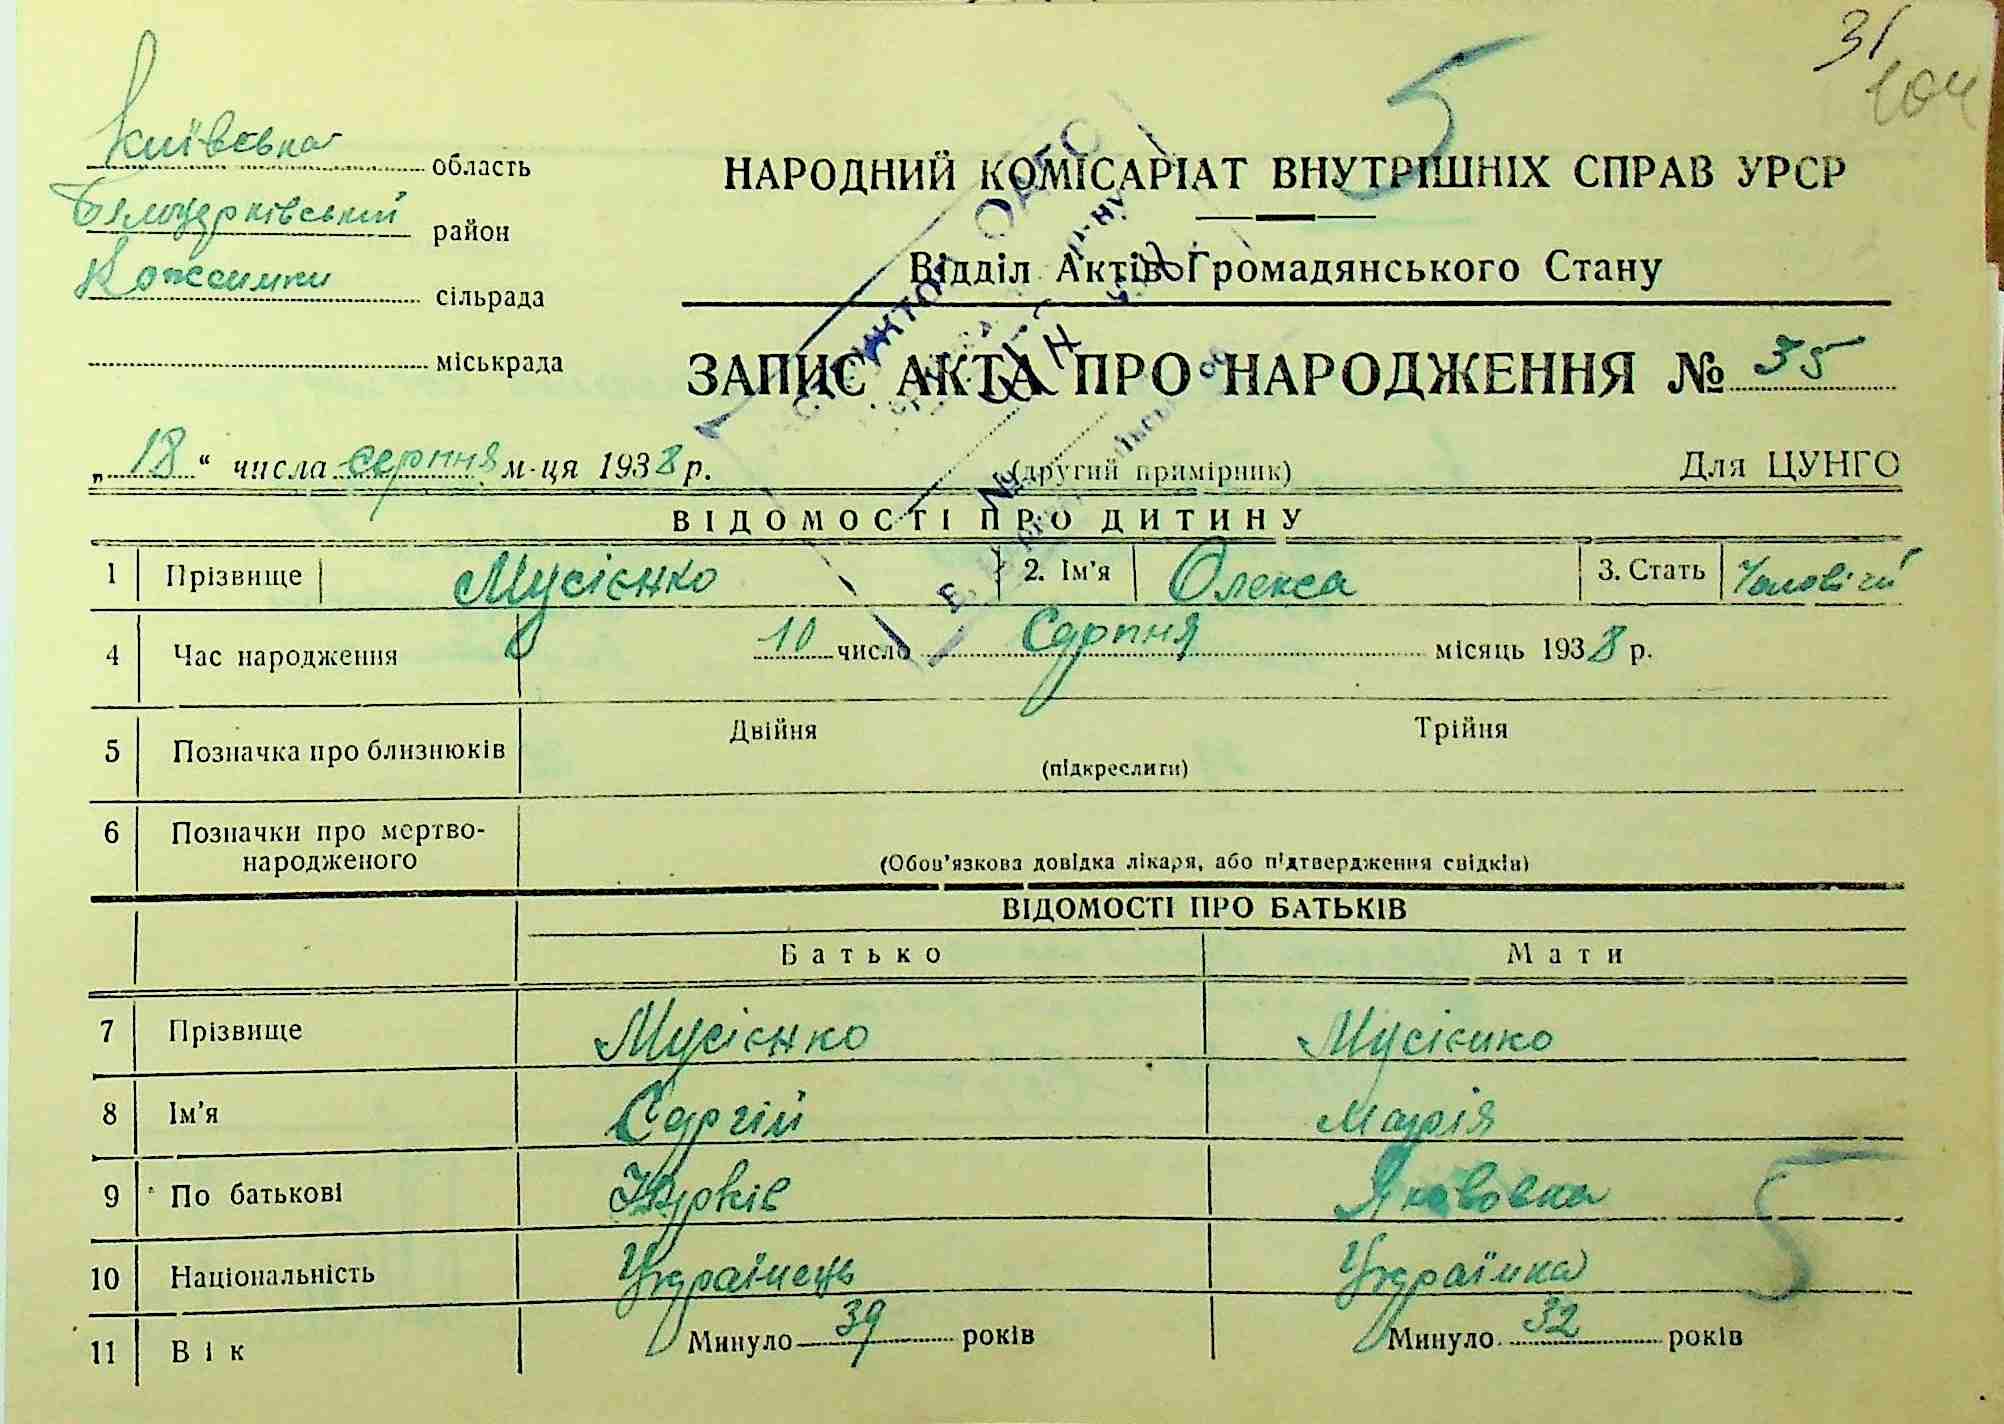 31
104
5
Київська область
Білоцерківський район
сільрада
міськрада
НАРОДНИЙ КОМІСАРІАТ ВНУТРІШНІХ СПРАВ УРСР
Відділ Актів Громадянського Стану
ЗАПИС АКТА ПРО НАРОДЖЕННЯ № 35
„18“ числа серпня м-ця 1938 р.
(другий примірник)
Для ЦУНГО
ВІДОМОСТІ ПРО ДИТИНУ
1 Прізвище Мусієнко 2. Ім’я Олекса 3. Стать Чоловічий
4 Час народження 10 число Серпня місяць 1938 р.
5 Позначка про близнюків Двійня Трійня
(підкреслити)
6 Позначки про мертво-
народженого
(Обов’язкова довідка лікаря, або підтвердження свідків)
ВІДОМОСТІ ПРО БАТЬКІВ
Батько Мати
7 Прізвище Мусієнко Мусієнко
8 Ім’я Сергій Марія
9 По батькові Юрків Якововна
10 Національність Українець Українка
5
11 Вік Минуло 39 років Минуло 32 років